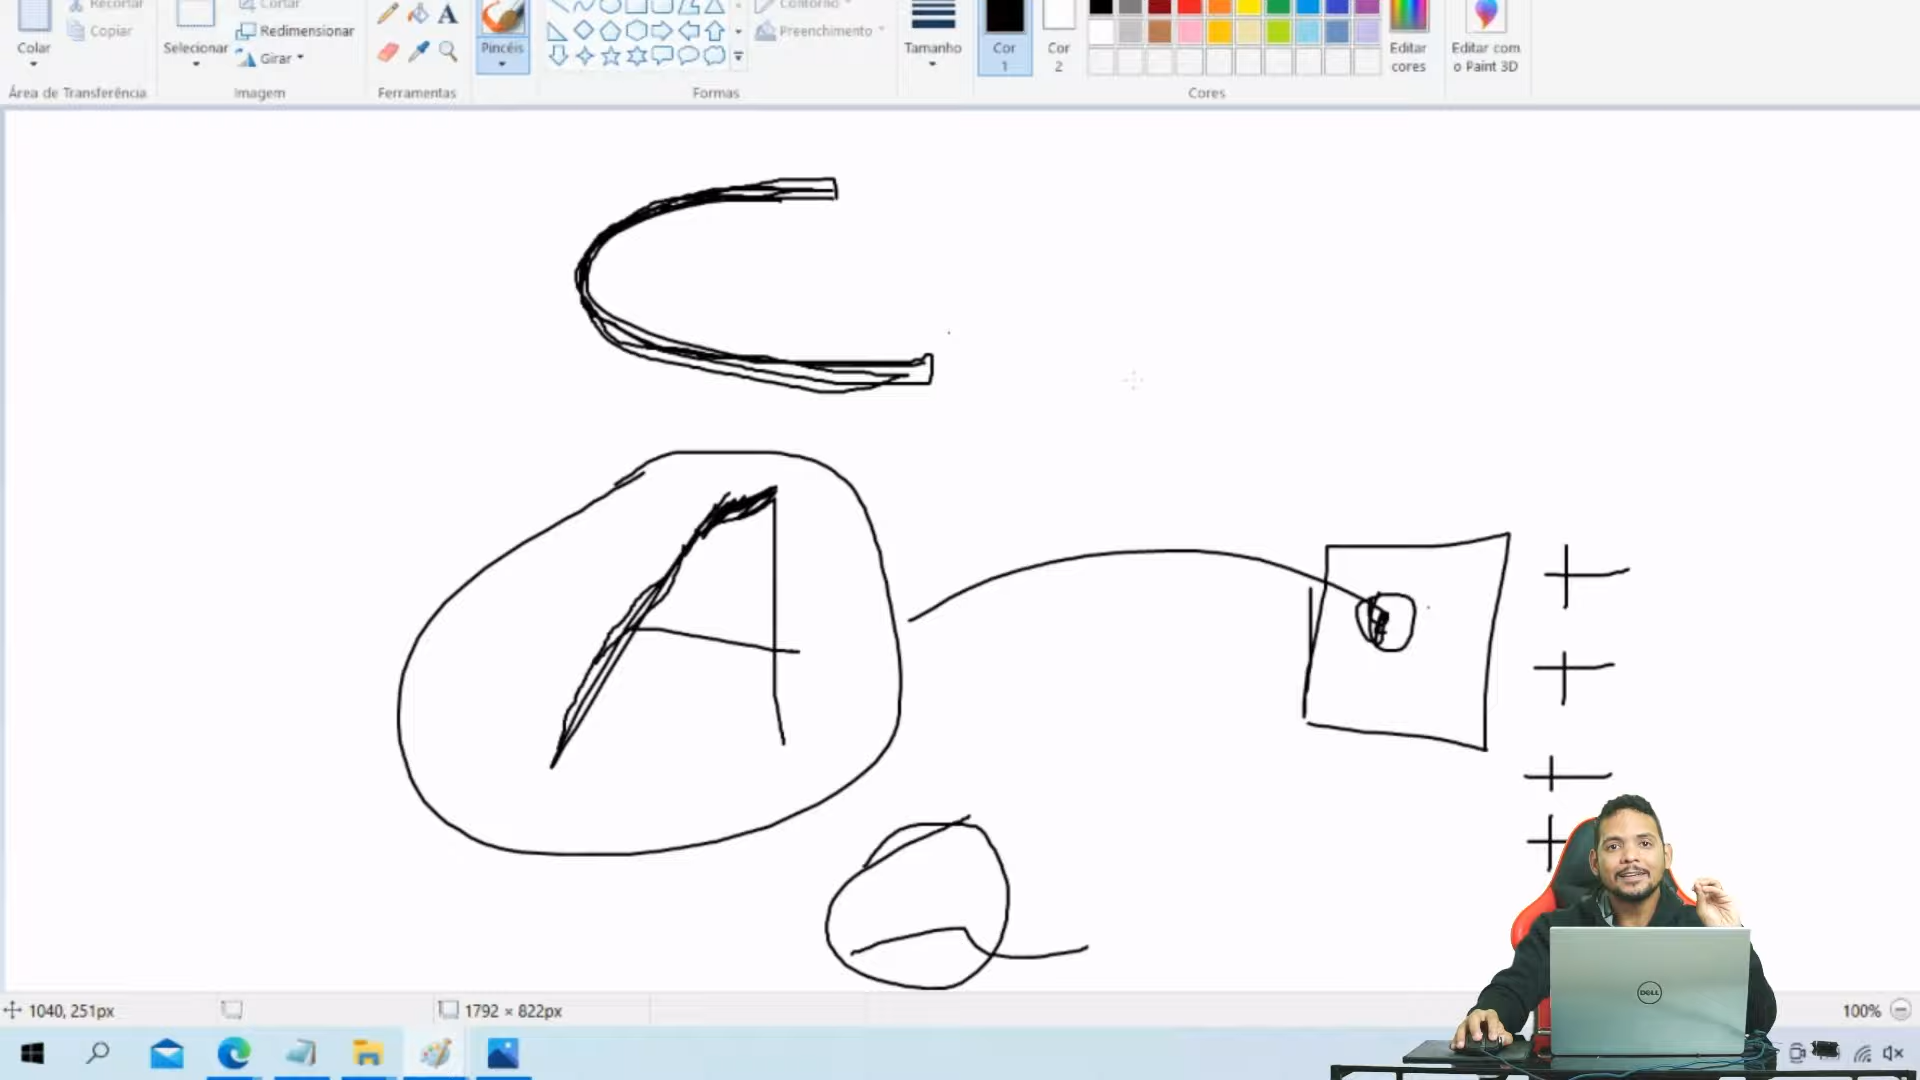 Recortar
Cortar
Contorno
Colar
Copiar
Selecionar
Redimensionar
Girar
A
Pincéis
Preenchimento
Tamanho
Cor
1
Cor
2
Editar
cores
Editar com
o Paint 3D
Área de Transferência
Imagem
Ferramentas
Formas
Cores
A
DELL
1040, 251px
1792 × 822px
100%